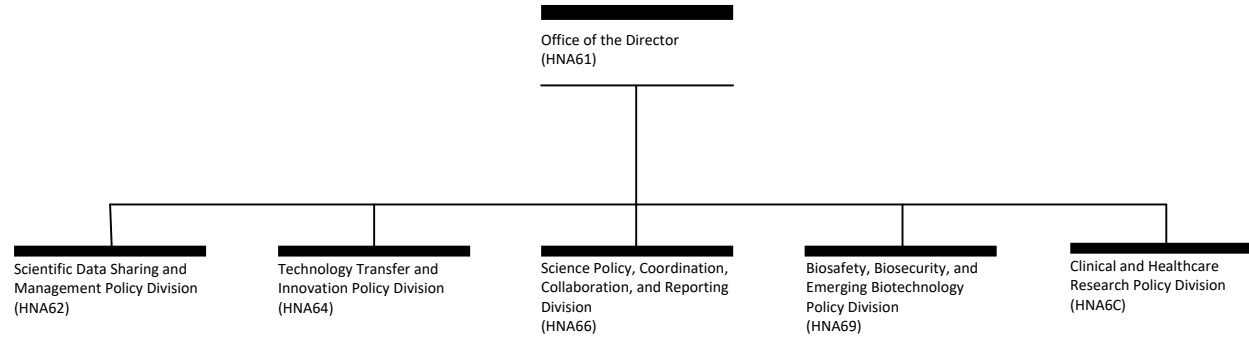 Office of the Director
(HNA61)
Scientific Data Sharing and
Management Policy Division
(HNA62)
Technology Transfer and
Innovation Policy Division
(HNA64)
Science Policy, Coordination,
Collaboration, and Reporting
Division
(HNA66)
Biosafety, Biosecurity, and
Emerging Biotechnology
Policy Division
(HNA69)
Clinical and Healthcare
Research Policy Division
(HNA6C)